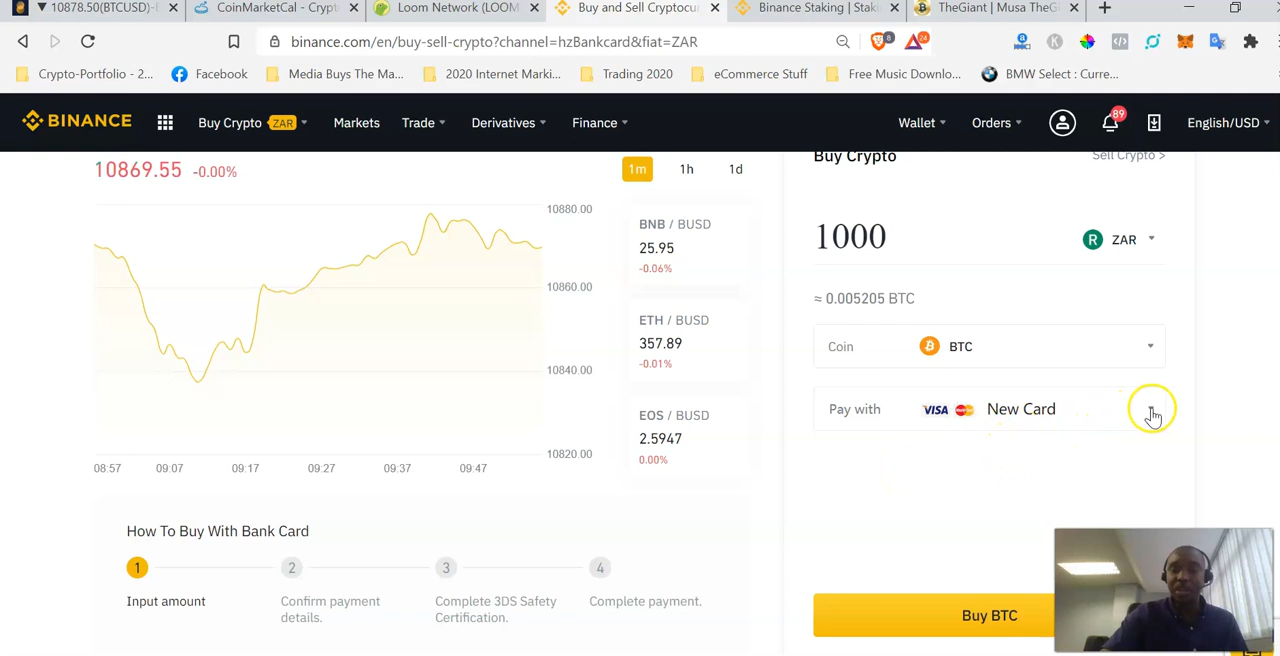 ▼ 10878.50(BTCUSD)-
CoinMarketCal - Crypt
Loom Network (LOOM
Buy and Sell Cryptocu
Binance Staking | Stak
TheGiant | Musa TheG
binance.com/en/buy-sell-crypto?channel=hzBankcard&fiat=ZAR
8
24
Crypto-Portfolio - 2...
Facebook
Media Buys The Ma...
2020 Internet Marki...
Trading 2020
eCommerce Stuff
Free Music Downlo...
BMW Select : Curre...
BINANCE
Buy Crypto ZAR
Markets
Trade
Derivatives
Finance
Wallet
Orders
89
English/USD
10869.55 -0.00%
1m 1h 1d
10880.00
10860.00
10840.00
10820.00
08:57 09:07 09:17 09:27 09:37 09:47
BNB / BUSD
25.95
-0.06%
ETH / BUSD
357.89
-0.01%
EOS / BUSD
2.5947
0.00%
Buy Crypto
Sell Crypto >
1000
R ZAR
≈ 0.005205 BTC
Coin BTC
Pay with VISA New Card
Buy BTC
How To Buy With Bank Card
1 2 3 4
Input amount
Confirm payment
details.
Complete 3DS Safety
Certification.
Complete payment.